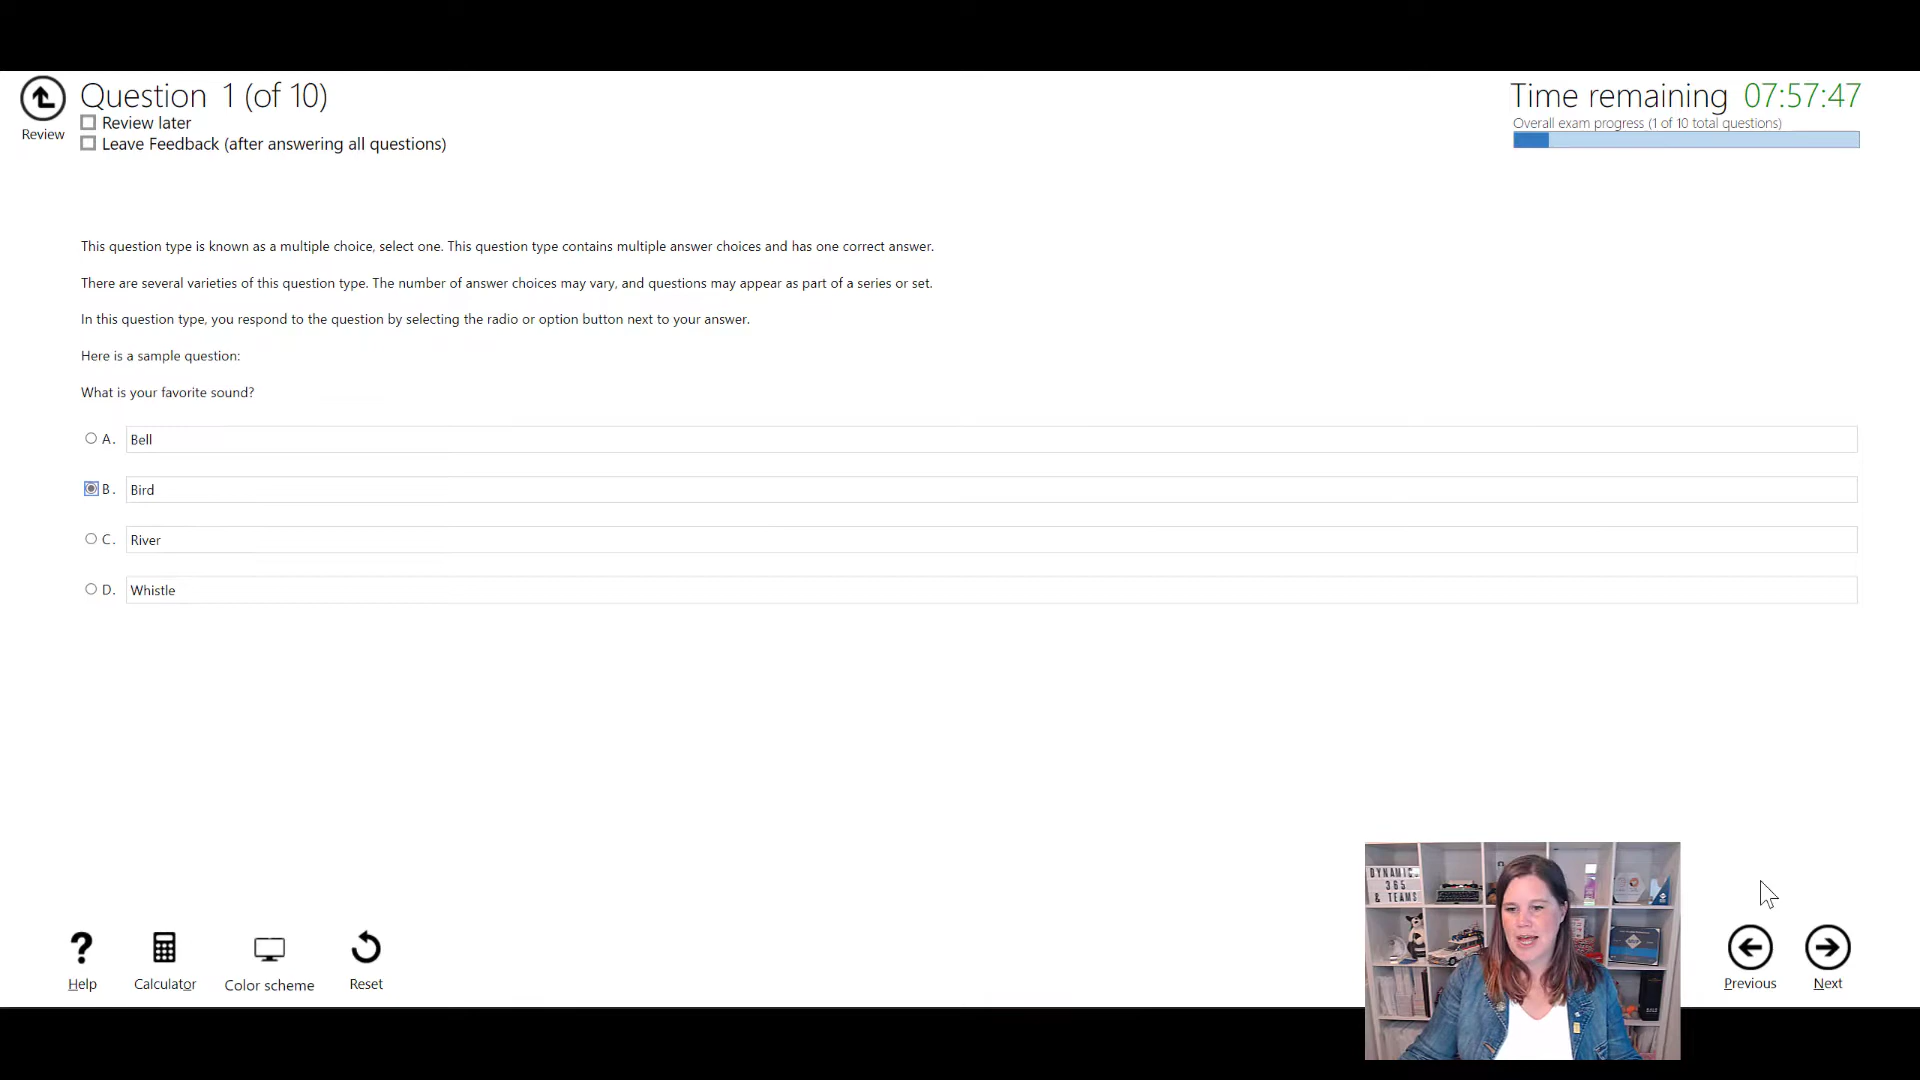 Question 1 (of 10)
Review later
Leave Feedback (after answering all questions)
Review
Time remaining 07:57:47
Overall exam progress (1 of 10 total questions)
This question type is known as a multiple choice, select one. This question type contains multiple answer choices and has one correct answer.
There are several varieties of this question type. The number of answer choices may vary, and questions may appear as part of a series or set.
In this question type, you respond to the question by selecting the radio or option button next to your answer.
Here is a sample question:
What is your favorite sound?
A. Bell
B. Bird
C. River
D. Whistle
DYNAMIC
365
& TEAMS
Help
Calculator
Color scheme
Reset
Previous
Next